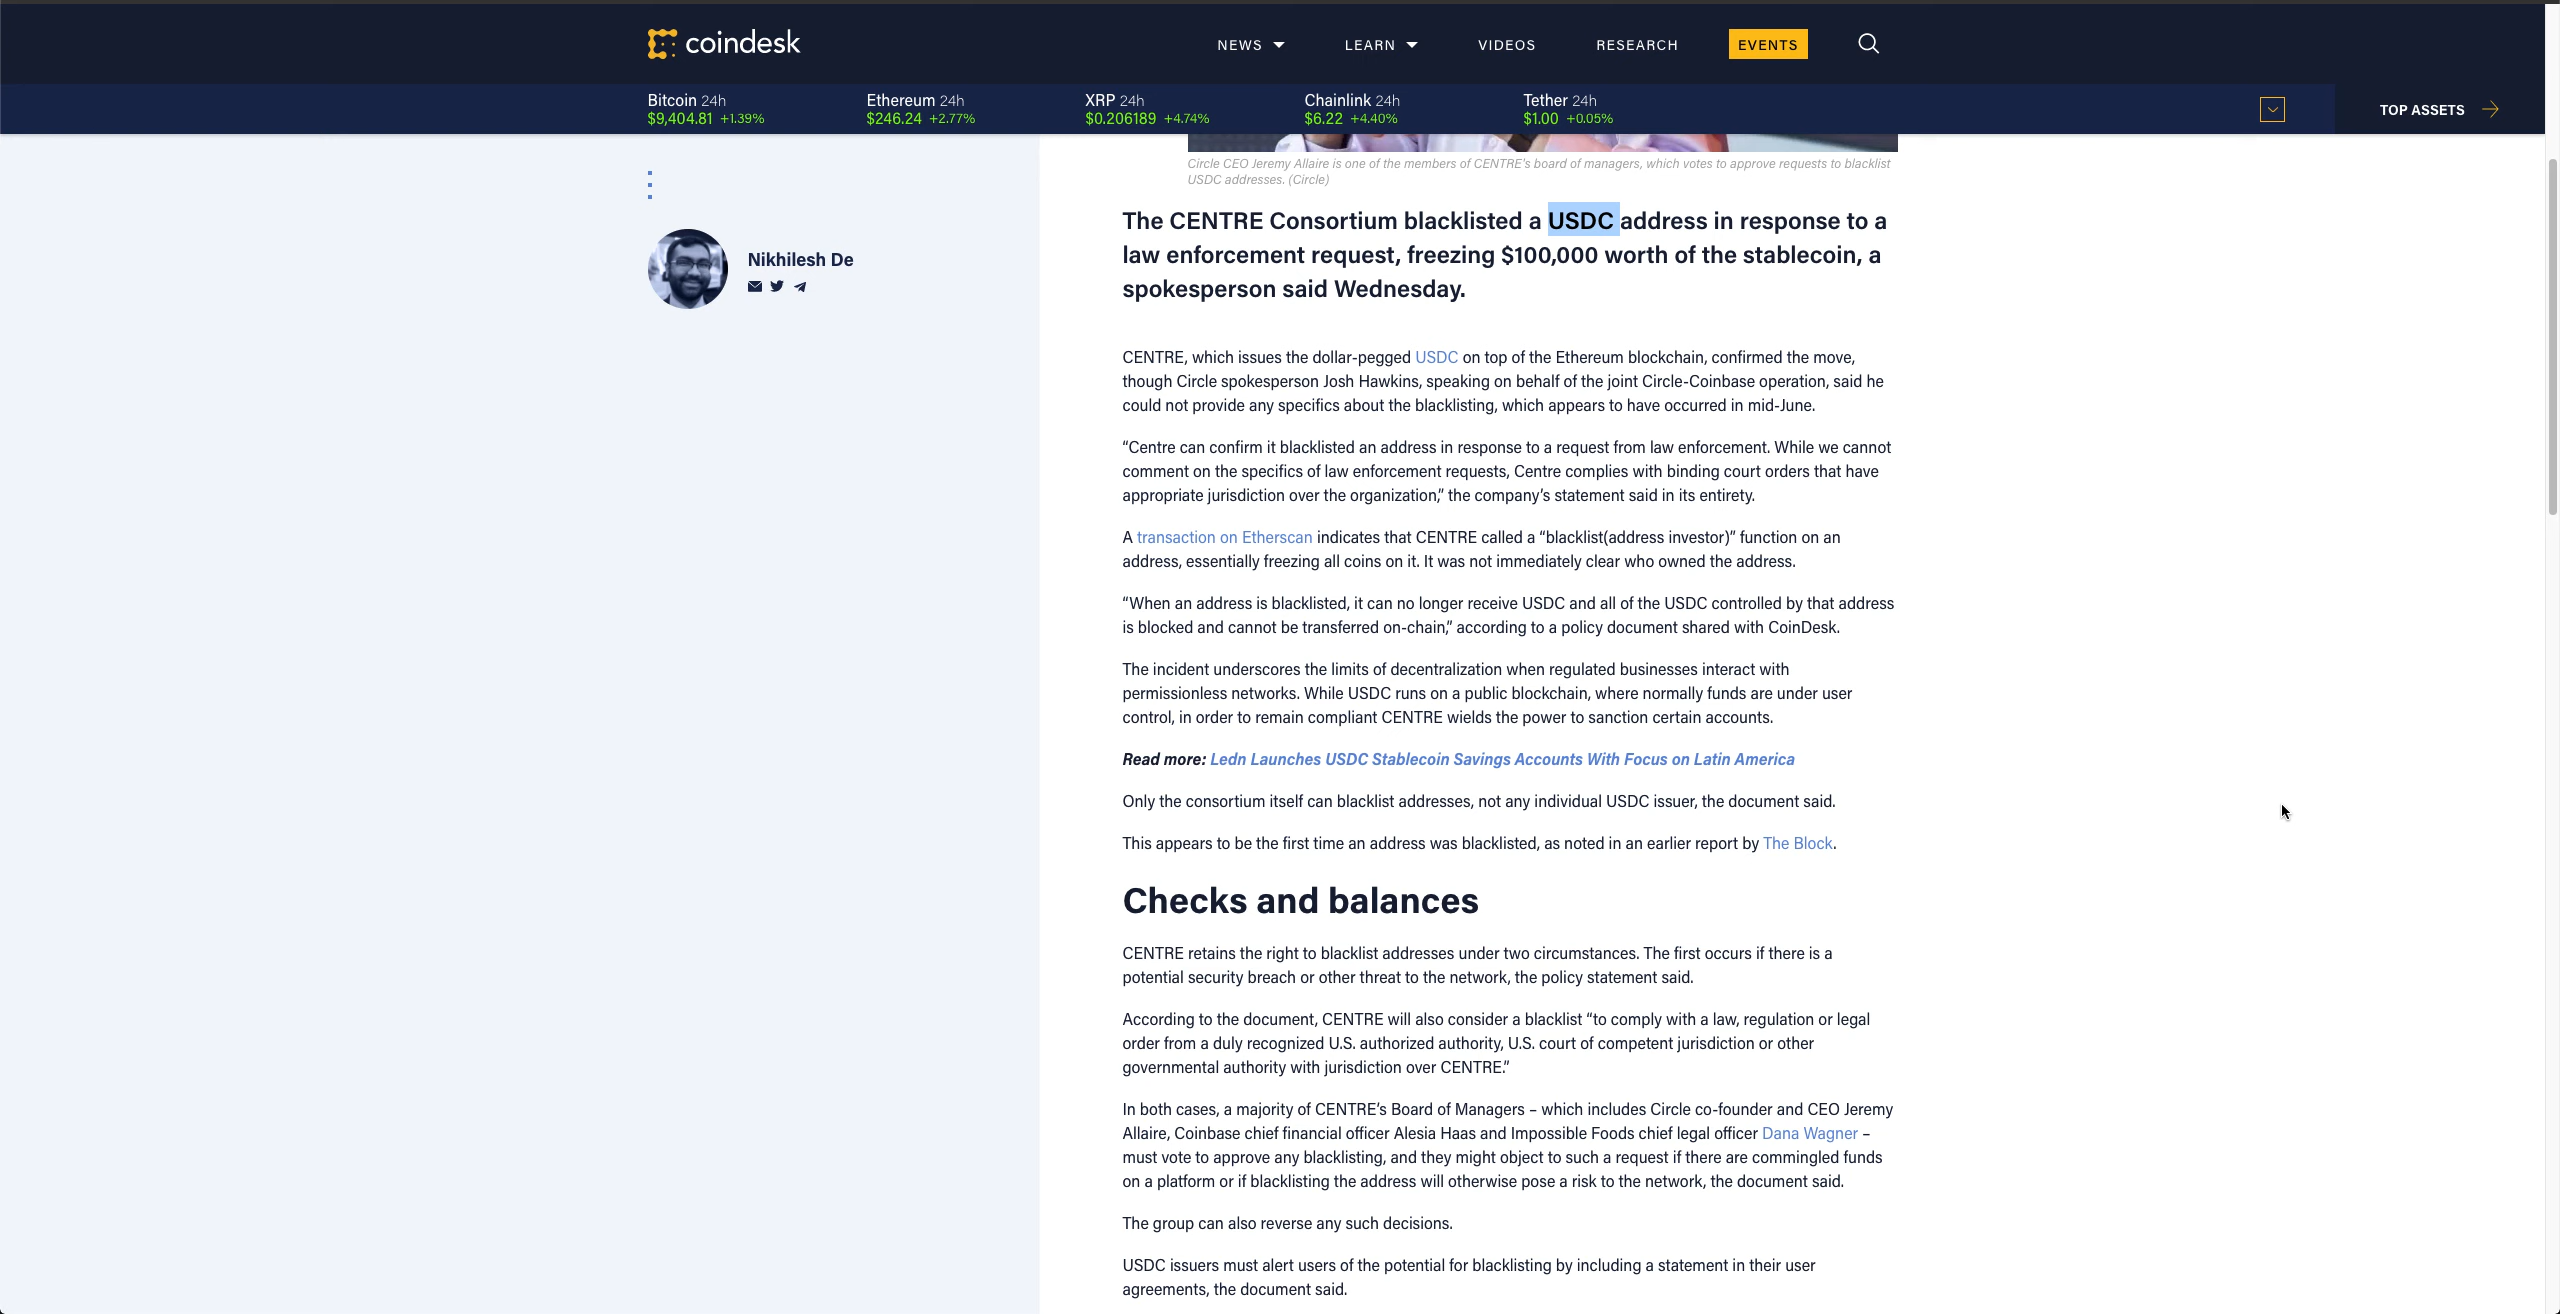 coindesk
NEWS
LEARN
VIDEOS
RESEARCH
EVENTS
Bitcoin 24h
$9,404.81 +1.39%
Ethereum 24h
$246.24 +2.77%
XRP 24h
$0.206189 +4.74%
Chainlink 24h
$6.22 +4.40%
Tether 24h
$1.00 +0.05%
TOP ASSETS
Circle CEO Jeremy Allaire is one of the members of CENTRE's board of managers, which votes to approve requests to blacklist
USDC addresses. (Circle)
Nikhilesh De
The CENTRE Consortium blacklisted a USDC address in response to a
law enforcement request, freezing $100,000 worth of the stablecoin, a
spokesperson said Wednesday.
CENTRE, which issues the dollar-pegged USDC on top of the Ethereum blockchain, confirmed the move,
though Circle spokesperson Josh Hawkins, speaking on behalf of the joint Circle-Coinbase operation, said he
could not provide any specifics about the blacklisting, which appears to have occurred in mid-June.
“Centre can confirm it blacklisted an address in response to a request from law enforcement. While we cannot
comment on the specifics of law enforcement requests, Centre complies with binding court orders that have
appropriate jurisdiction over the organization,” the company’s statement said in its entirety.
A transaction on Etherscan indicates that CENTRE called a “blacklist(address investor)” function on an
address, essentially freezing all coins on it. It was not immediately clear who owned the address.
“When an address is blacklisted, it can no longer receive USDC and all of the USDC controlled by that address
is blocked and cannot be transferred on-chain,” according to a policy document shared with CoinDesk.
The incident underscores the limits of decentralization when regulated businesses interact with
permissionless networks. While USDC runs on a public blockchain, where normally funds are under user
control, in order to remain compliant CENTRE wields the power to sanction certain accounts.
Read more: Ledn Launches USDC Stablecoin Savings Accounts With Focus on Latin America
Only the consortium itself can blacklist addresses, not any individual USDC issuer, the document said.
This appears to be the first time an address was blacklisted, as noted in an earlier report by The Block.
Checks and balances
CENTRE retains the right to blacklist addresses under two circumstances. The first occurs if there is a
potential security breach or other threat to the network, the policy statement said.
According to the document, CENTRE will also consider a blacklist “to comply with a law, regulation or legal
order from a duly recognized U.S. authorized authority, U.S. court of competent jurisdiction or other
governmental authority with jurisdiction over CENTRE.”
In both cases, a majority of CENTRE’s Board of Managers – which includes Circle co-founder and CEO Jeremy
Allaire, Coinbase chief financial officer Alesia Haas and Impossible Foods chief legal officer Dana Wagner –
must vote to approve any blacklisting, and they might object to such a request if there are commingled funds
on a platform or if blacklisting the address will otherwise pose a risk to the network, the document said.
The group can also reverse any such decisions.
USDC issuers must alert users of the potential for blacklisting by including a statement in their user
agreements, the document said.